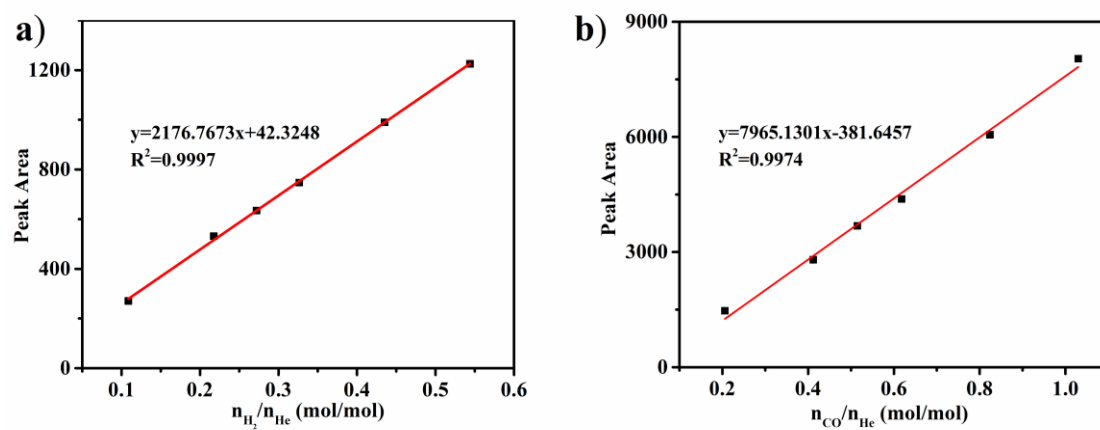 a)
1200
800
400
0
Peak Area
y=2176.7673x+42.3248
R²=0.9997
0.1 0.2 0.3 0.4 0.5 0.6
n_H₂/n_He (mol/mol)
b)
9000
6000
3000
0
Peak Area
y=7965.1301x-381.6457
R²=0.9974
0.2 0.4 0.6 0.8 1.0
n_CO/n_He (mol/mol)